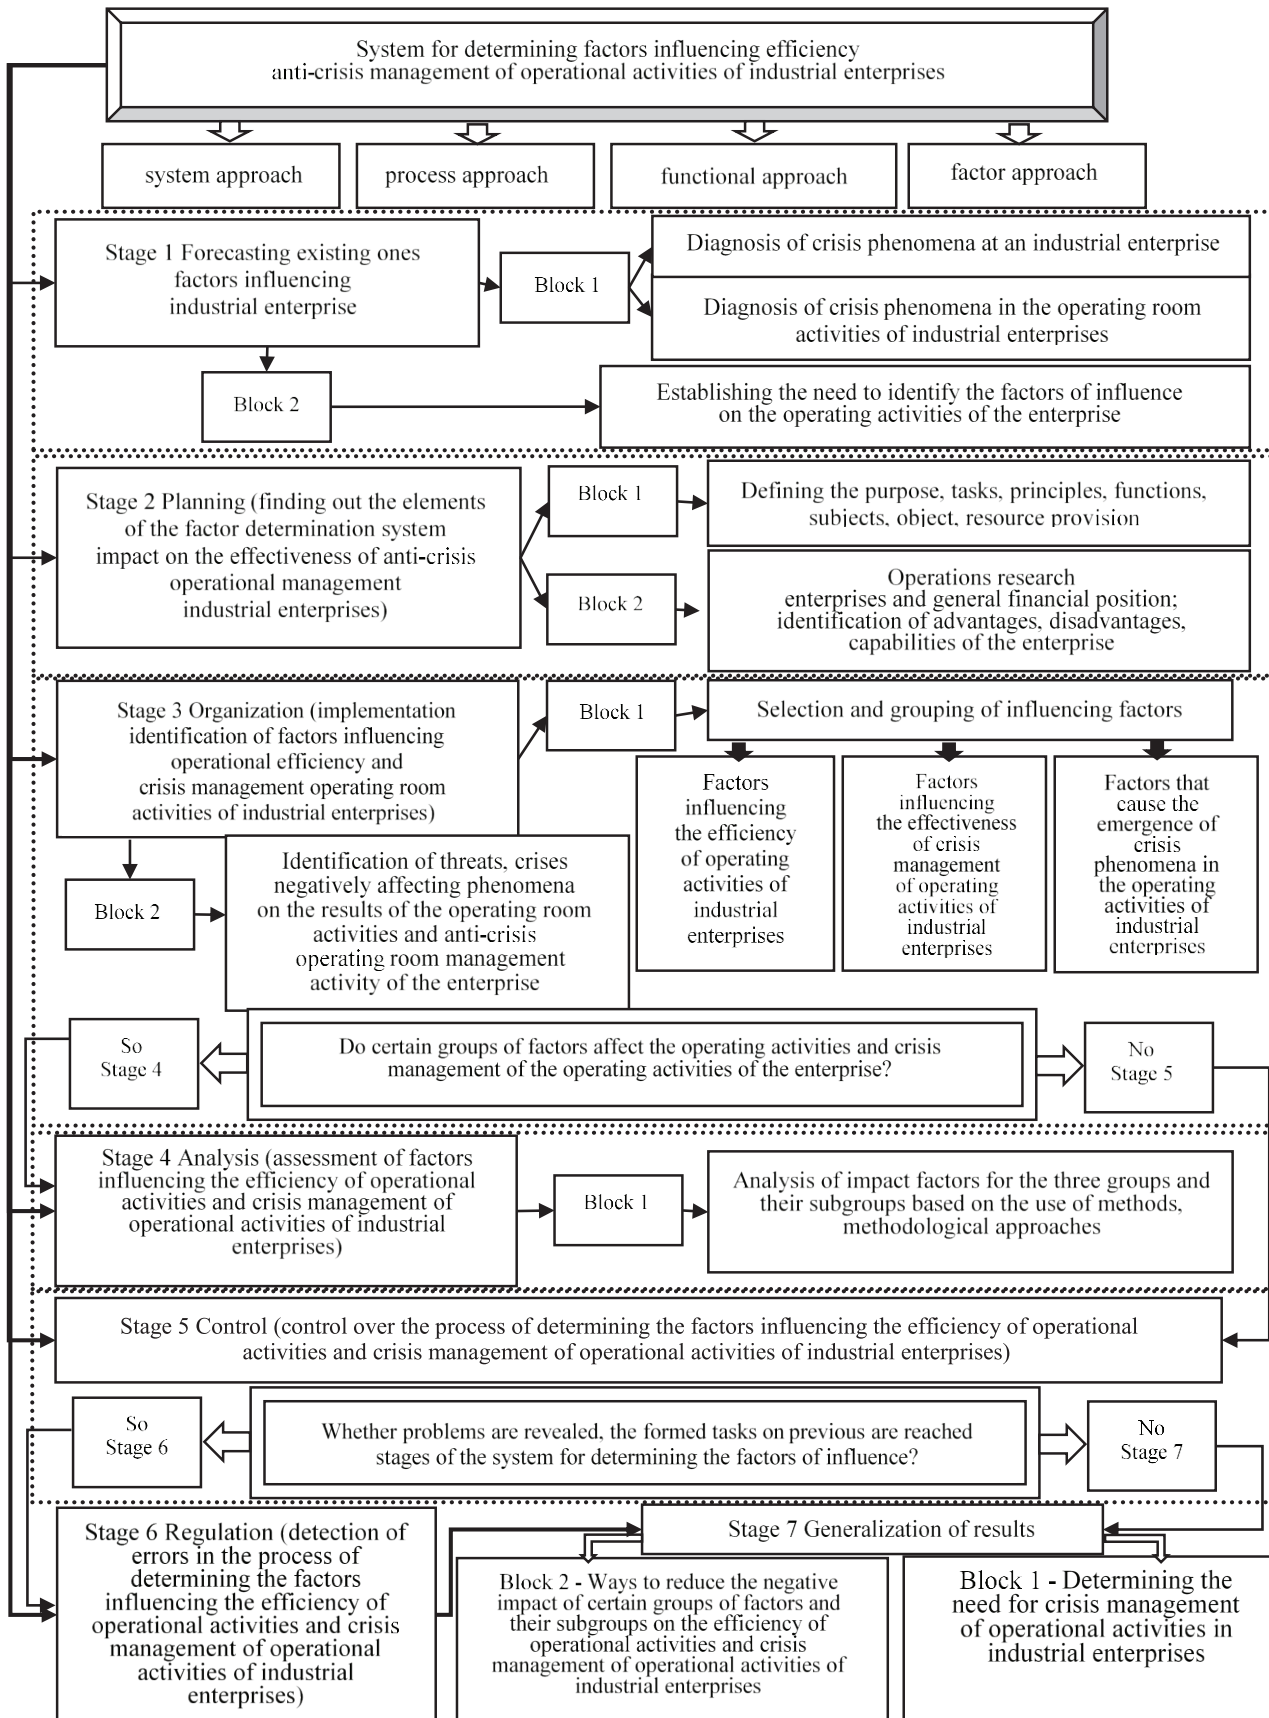 System for determining factors influencing efficiency
anti-crisis management of operational activities of industrial enterprises
system approach
process approach
functional approach
factor approach
Stage 1 Forecasting existing ones
factors influencing
industrial enterprise
Block 1
Diagnosis of crisis phenomena at an industrial enterprise
Diagnosis of crisis phenomena in the operating room
activities of industrial enterprises
Block 2
Establishing the need to identify the factors of influence
on the operating activities of the enterprise
Stage 2 Planning (finding out the elements
of the factor determination system
impact on the effectiveness of anti-crisis
operational management
industrial enterprises)
Block 1
Defining the purpose, tasks, principles, functions,
subjects, object, resource provision
Block 2
Operations research
enterprises and general financial position;
identification of advantages, disadvantages,
capabilities of the enterprise
Stage 3 Organization (implementation
identification of factors influencing
operational efficiency and
crisis management operating room
activities of industrial enterprises)
Block 1
Selection and grouping of influencing factors
Factors
influencing
the efficiency
of operating
activities of
industrial
enterprises
Factors
influencing
the effectiveness
of crisis
management
of operating
activities of
industrial
enterprises
Factors that
cause the
emergence of
crisis
phenomena in
the operating
activities of
industrial
enterprises
Block 2
Identification of threats, crises
negatively affecting phenomena
on the results of the operating room
activities and anti-crisis
operating room management
activity of the enterprise
So
Stage 4
Do certain groups of factors affect the operating activities and crisis
management of the operating activities of the enterprise?
No
Stage 5
Stage 4 Analysis (assessment of factors
influencing the efficiency of operational
activities and crisis management of
operational activities of industrial
enterprises)
Block 1
Analysis of impact factors for the three groups and
their subgroups based on the use of methods,
methodological approaches
Stage 5 Control (control over the process of determining the factors influencing the efficiency of operational
activities and crisis management of operational activities of industrial enterprises)
So
Stage 6
Whether problems are revealed, the formed tasks on previous are reached
stages of the system for determining the factors of influence?
No
Stage 7
Stage 6 Regulation (detection of
errors in the process of
determining the factors
influencing the efficiency of
operational activities and crisis
management of operational
activities of industrial
enterprises)
Stage 7 Generalization of results
Block 2 - Ways to reduce the negative
impact of certain groups of factors and
their subgroups on the efficiency of
operational activities and crisis
management of operational activities of
industrial enterprises
Block 1 - Determining the
need for crisis management
of operational activities in
industrial enterprises